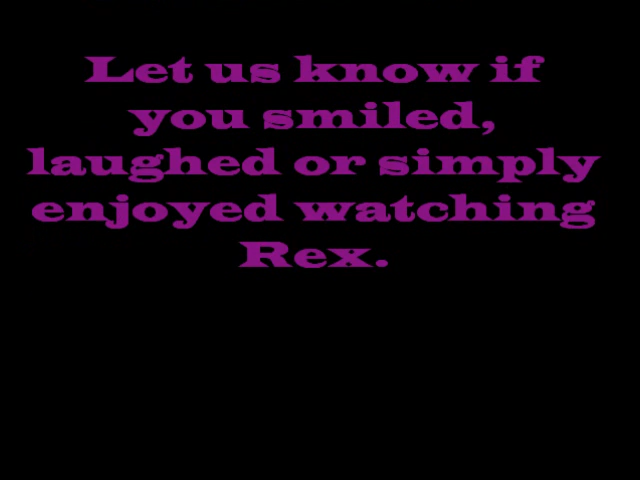 Let us know if
you smiled,
laughed or simply
enjoyed watching
Rex.